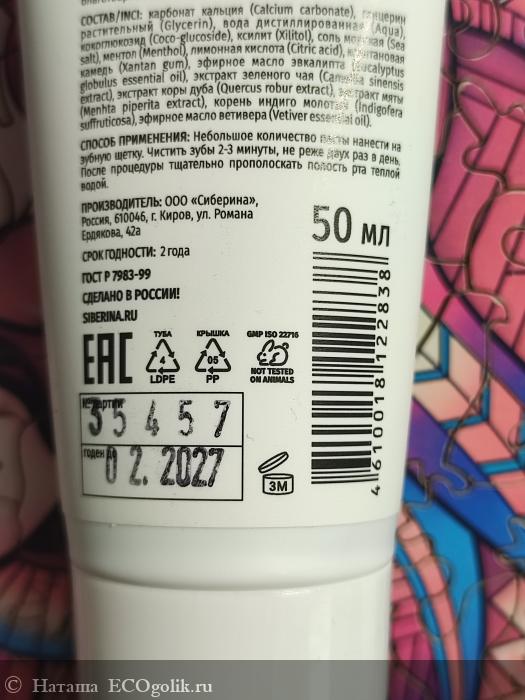 СОСТАВ/INCI: карбонат кальция (Calcium carbonate), глицерин
растительный (Glycerin), вода дистиллированная (Aqua),
кокоглюкозид (Coco-glucoside), ксилит (Xilitol), соль морская (Sea
salt), ментол (Menthol), лимонная кислота (Citric acid), ксантановая
камедь (Xantan gum), эфирное масло эвкалипта (Eucalyptus
globulus essential oil), экстракт зеленого чая (Camellia sinensis
extract), экстракт коры дуба (Quercus robur extract), экстракт мяты
(Menhta piperita extract), корень индиго молотый (Indigofera
suffruticosa), эфирное масло ветивера (Vetiver essential oil).
СПОСОБ ПРИМЕНЕНИЯ: Небольшое количество пасты нанести на
зубную щетку. Чистить зубы 2-3 минуты, не реже двух раз в день.
После процедуры тщательно прополоскать полость рта теплой
водой.
ПРОИЗВОДИТЕЛЬ: ООО «Сиберина»,
Россия, 610046, г. Киров, ул. Романа
Ердякова, 42а
50 МЛ
СРОК ГОДНОСТИ: 2 года
ГОСТ Р 7983-99
СДЕЛАНО В РОССИИ!
SIBERINA.RU
EAC
ТУБА
4
LDPE
КРЫШКА
05
PP
GMP ISO 22716
NOT TESTED
ON ANIMALS
№ партии
35457
годен до
02.2027
3M
4610018122838
Наташа ECOgolik.ru